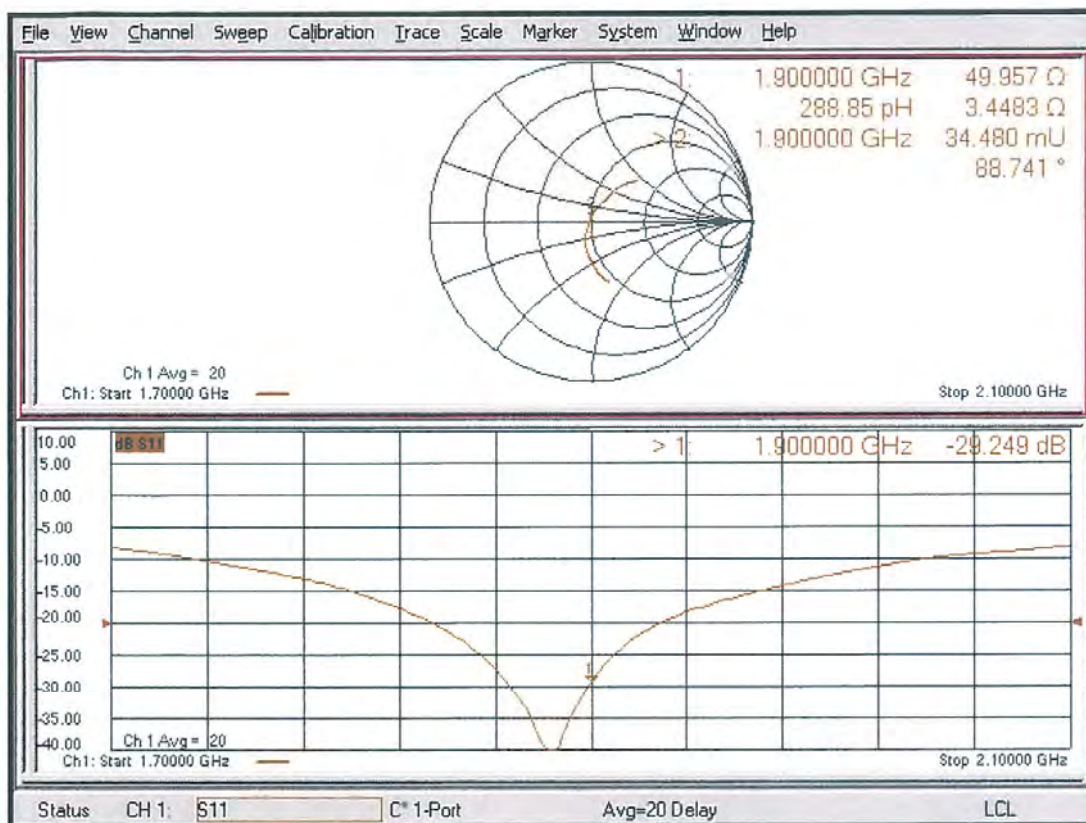 File View Channel Sweep Calibration Trace Scale Marker System Window Help
1: 1.900000 GHz 49.957 Ω
288.85 pH 3.4483 Ω
> 2: 1.900000 GHz 34.480 mU
88.741 °
Ch 1 Avg = 20
Ch1: Start 1.70000 GHz
Stop 2.10000 GHz
10.00
dB S11
> 1: 1.900000 GHz -29.249 dB
5.00
0.00
-5.00
-10.00
-15.00
-20.00
-25.00
1
-30.00
-35.00
-40.00
Ch 1 Avg = 20
Ch1: Start 1.70000 GHz
Stop 2.10000 GHz
Status CH 1: S11 C* 1-Port Avg=20 Delay LCL